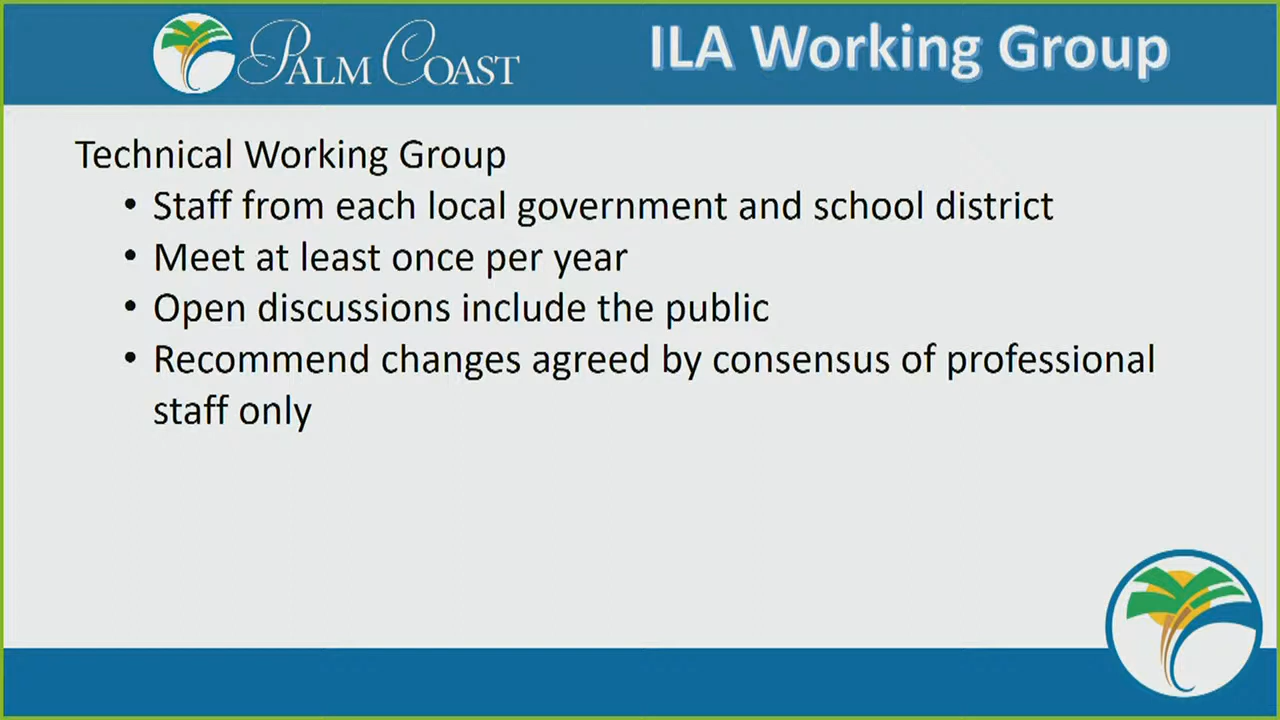 PALM COAST
ILA Working Group
Technical Working Group
• Staff from each local government and school district
• Meet at least once per year
• Open discussions include the public
• Recommend changes agreed by consensus of professional
staff only